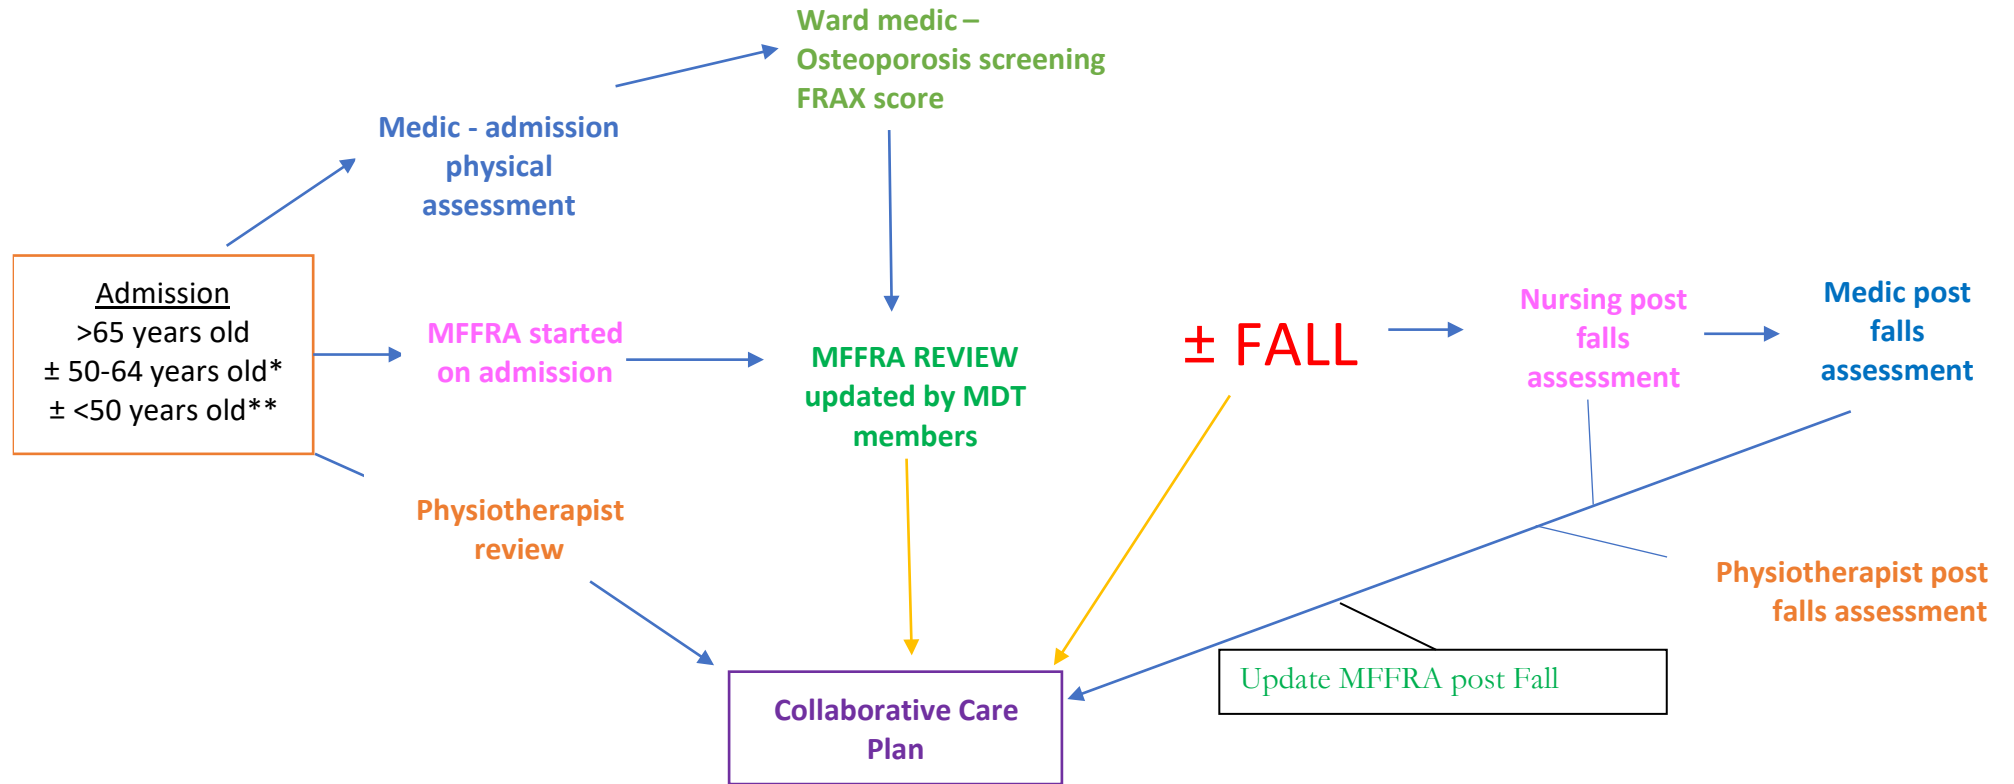 Ward medic –
Osteoporosis screening
FRAX score
Medic - admission
physical
assessment
Admission
>65 years old
± 50-64 years old*
± <50 years old**
MFFRA started
on admission
MFFRA REVIEW
updated by MDT
members
± FALL
Nursing post
falls
assessment
Medic post
falls
assessment
Physiotherapist
review
Physiotherapist post
falls assessment
Update MFFRA post Fall
Collaborative Care
Plan